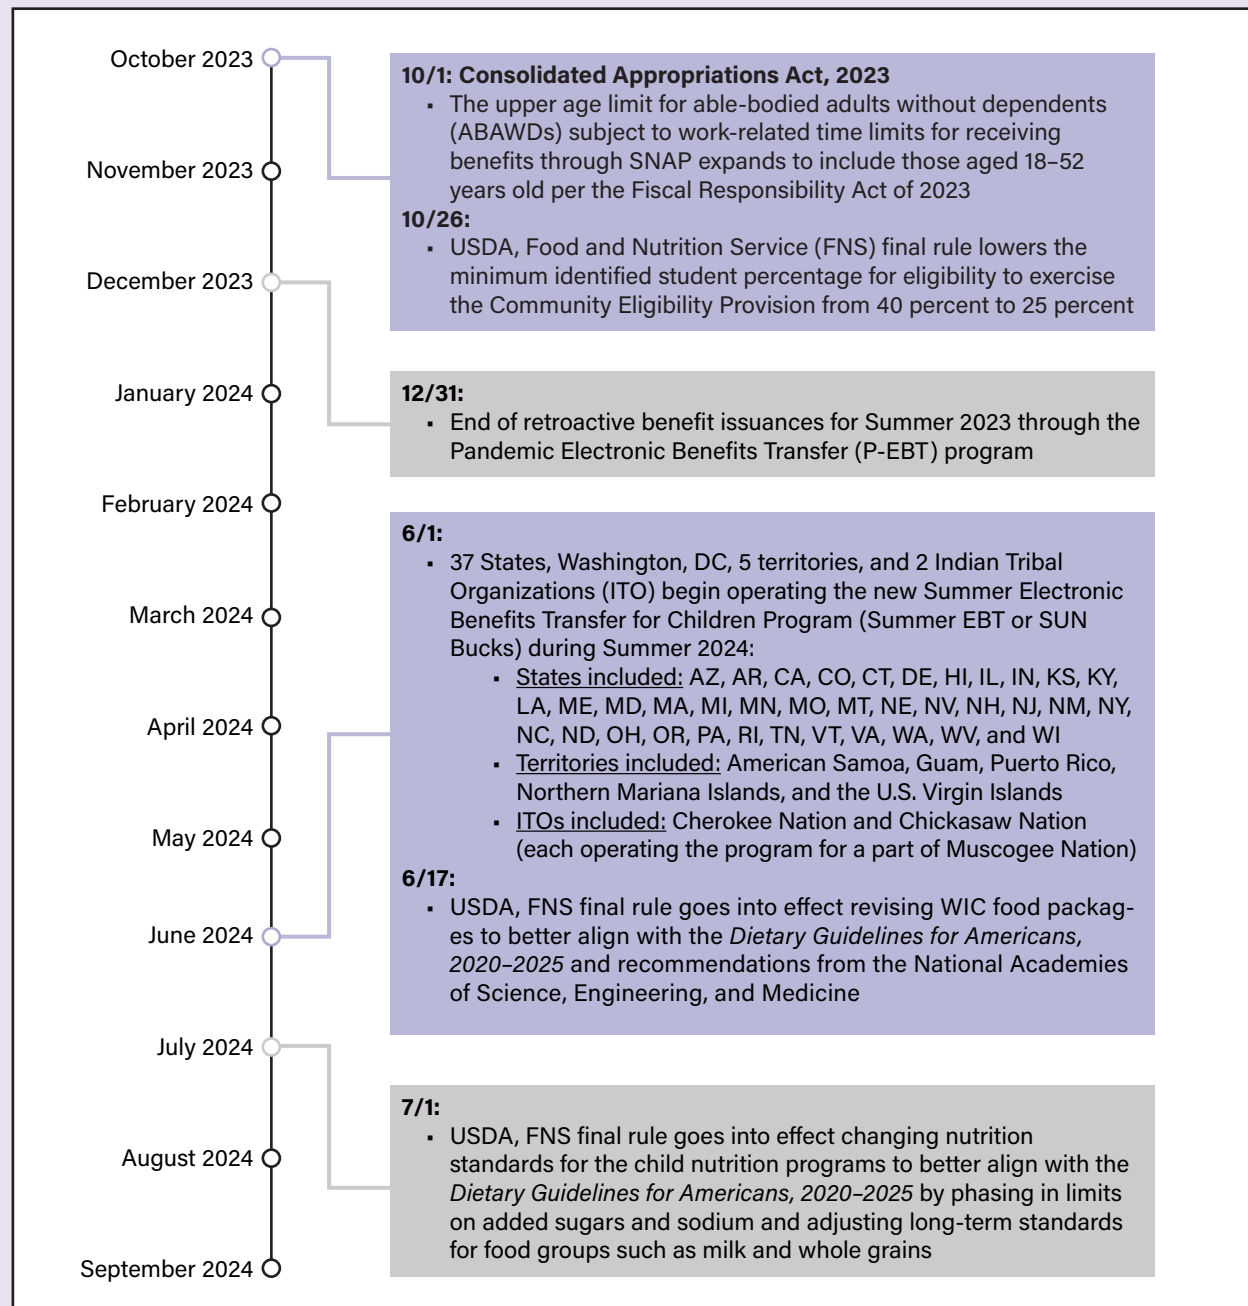 October 2023
November 2023
December 2023
January 2024
February 2024
March 2024
April 2024
May 2024
June 2024
July 2024
August 2024
September 2024
10/1: Consolidated Appropriations Act, 2023
▪ The upper age limit for able-bodied adults without dependents
(ABAWDs) subject to work-related time limits for receiving
benefits through SNAP expands to include those aged 18–52
years old per the Fiscal Responsibility Act of 2023
10/26:
▪ USDA, Food and Nutrition Service (FNS) final rule lowers the
minimum identified student percentage for eligibility to exercise
the Community Eligibility Provision from 40 percent to 25 percent
12/31:
▪ End of retroactive benefit issuances for Summer 2023 through the
Pandemic Electronic Benefits Transfer (P-EBT) program
6/1:
▪ 37 States, Washington, DC, 5 territories, and 2 Indian Tribal
Organizations (ITO) begin operating the new Summer Electronic
Benefits Transfer for Children Program (Summer EBT or SUN
Bucks) during Summer 2024:
▪ States included: AZ, AR, CA, CO, CT, DE, HI, IL, IN, KS, KY,
LA, ME, MD, MA, MI, MN, MO, MT, NE, NV, NH, NJ, NM, NY,
NC, ND, OH, OR, PA, RI, TN, VT, VA, WA, WV, and WI
▪ Territories included: American Samoa, Guam, Puerto Rico,
Northern Mariana Islands, and the U.S. Virgin Islands
▪ ITOs included: Cherokee Nation and Chickasaw Nation
(each operating the program for a part of Muscogee Nation)
6/17:
▪ USDA, FNS final rule goes into effect revising WIC food packag-
es to better align with the Dietary Guidelines for Americans,
2020–2025 and recommendations from the National Academies
of Science, Engineering, and Medicine
7/1:
▪ USDA, FNS final rule goes into effect changing nutrition
standards for the child nutrition programs to better align with the
Dietary Guidelines for Americans, 2020–2025 by phasing in limits
on added sugars and sodium and adjusting long-term standards
for food groups such as milk and whole grains